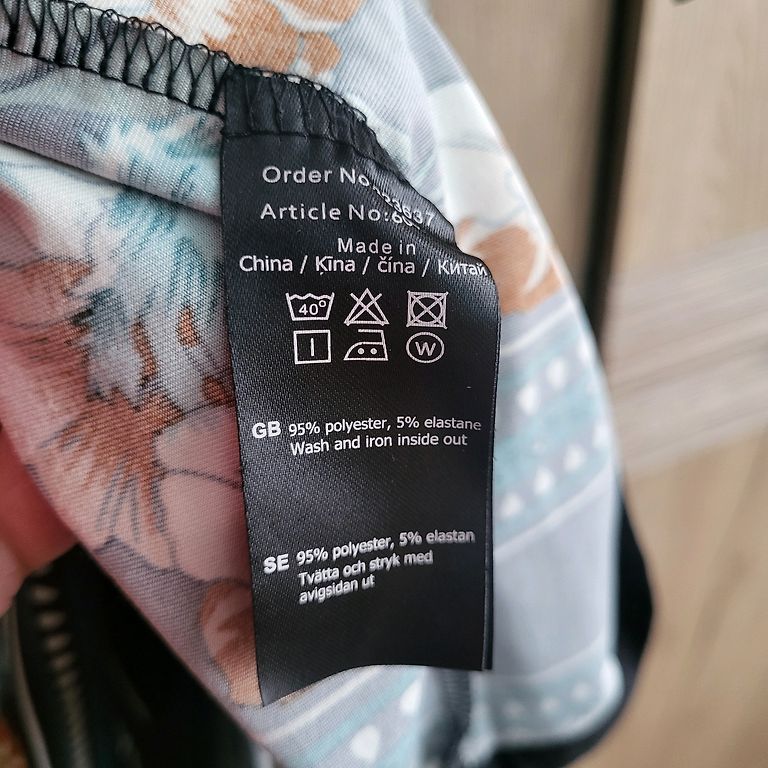 Order No
Article No:
Made in
China / Ķīna / čína / Китай
40°
I
W
GB 95% polyester, 5% elastane
Wash and iron inside out
SE 95% polyester, 5% elastan
Tvätta och stryk med
avigsidan ut